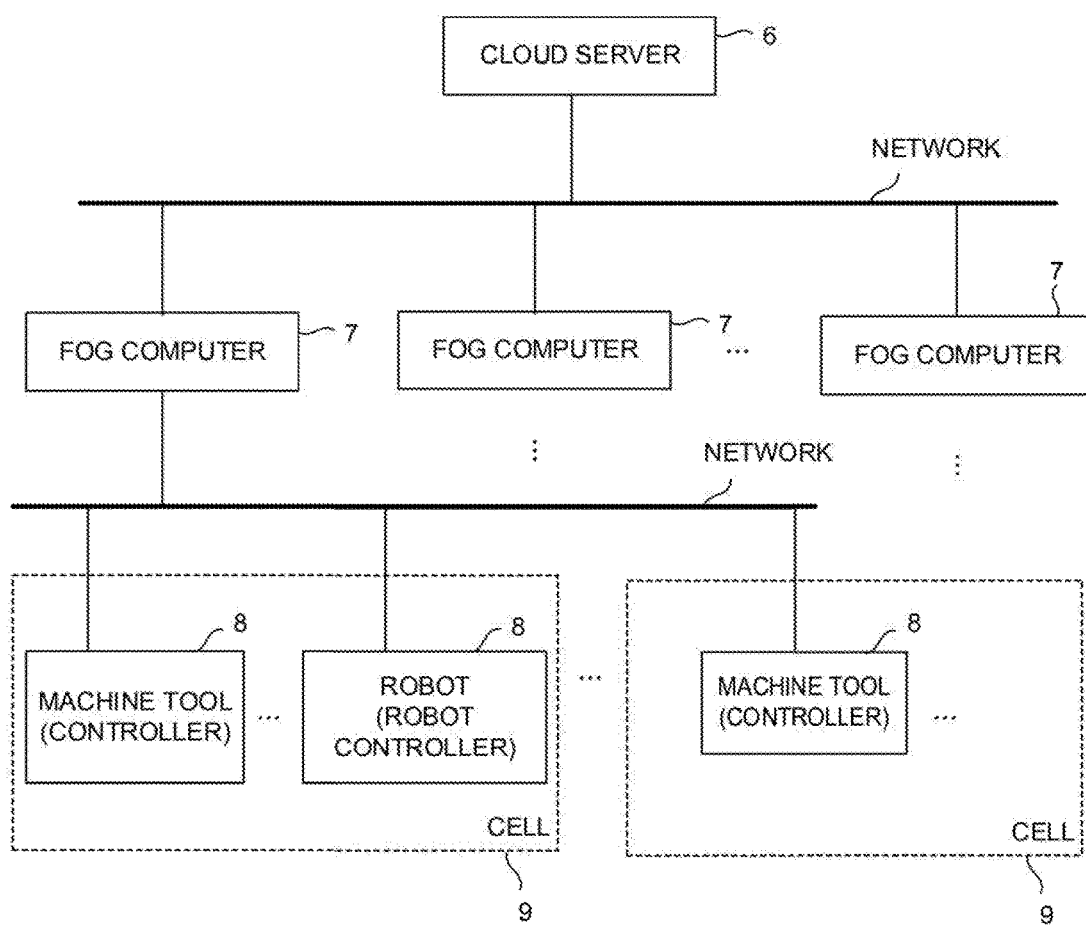 CLOUD SERVER
6
NETWORK
7
FOG COMPUTER
7
FOG COMPUTER
7
...
FOG COMPUTER
...
NETWORK
...
8
8
8
MACHINE TOOL
(CONTROLLER)
...
ROBOT
(ROBOT
CONTROLLER)
...
MACHINE TOOL
(CONTROLLER)
...
CELL
CELL
9
9